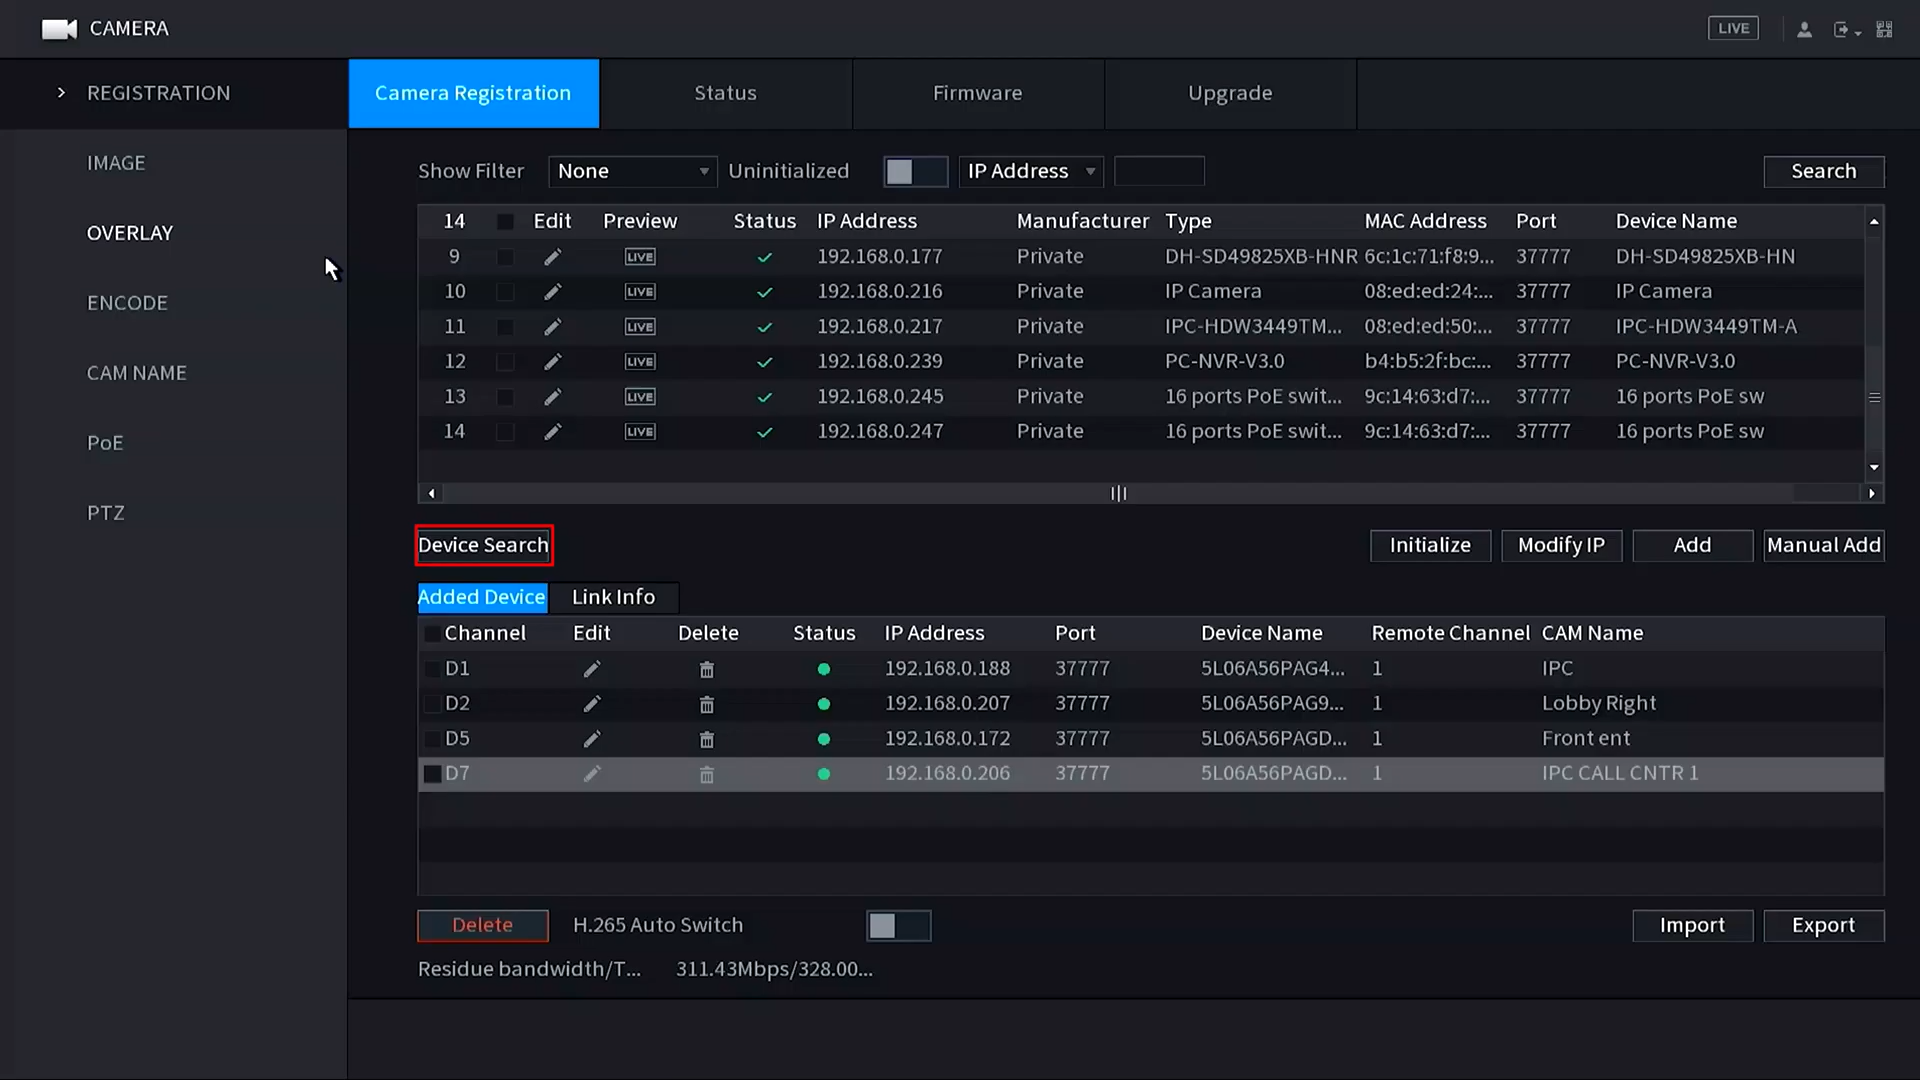 CAMERA
LIVE
REGISTRATION
Camera Registration Status Firmware Upgrade
IMAGE
OVERLAY
ENCODE
CAM NAME
PoE
PTZ
Show Filter None Uninitialized IP Address Search
14 Edit Preview Status IP Address Manufacturer Type MAC Address Port Device Name
9 LIVE 192.168.0.177 Private DH-SD49825XB-HNR 6c:1c:71:f8:9... 37777 DH-SD49825XB-HN
10 LIVE 192.168.0.216 Private IP Camera 08:ed:ed:24:... 37777 IP Camera
11 LIVE 192.168.0.217 Private IPC-HDW3449TM... 08:ed:ed:50:... 37777 IPC-HDW3449TM-A
12 LIVE 192.168.0.239 Private PC-NVR-V3.0 b4:b5:2f:bc:... 37777 PC-NVR-V3.0
13 LIVE 192.168.0.245 Private 16 ports PoE swit... 9c:14:63:d7:... 37777 16 ports PoE sw
14 LIVE 192.168.0.247 Private 16 ports PoE swit... 9c:14:63:d7:... 37777 16 ports PoE sw
Device Search Initialize Modify IP Add Manual Add
Added Device Link Info
Channel Edit Delete Status IP Address Port Device Name Remote Channel CAM Name
D1 192.168.0.188 37777 5L06A56PAG4... 1 IPC
D2 192.168.0.207 37777 5L06A56PAG9... 1 Lobby Right
D5 192.168.0.172 37777 5L06A56PAGD... 1 Front ent
D7 192.168.0.206 37777 5L06A56PAGD... 1 IPC CALL CNTR 1
Delete H.265 Auto Switch Import Export
Residue bandwidth/T... 311.43Mbps/328.00...